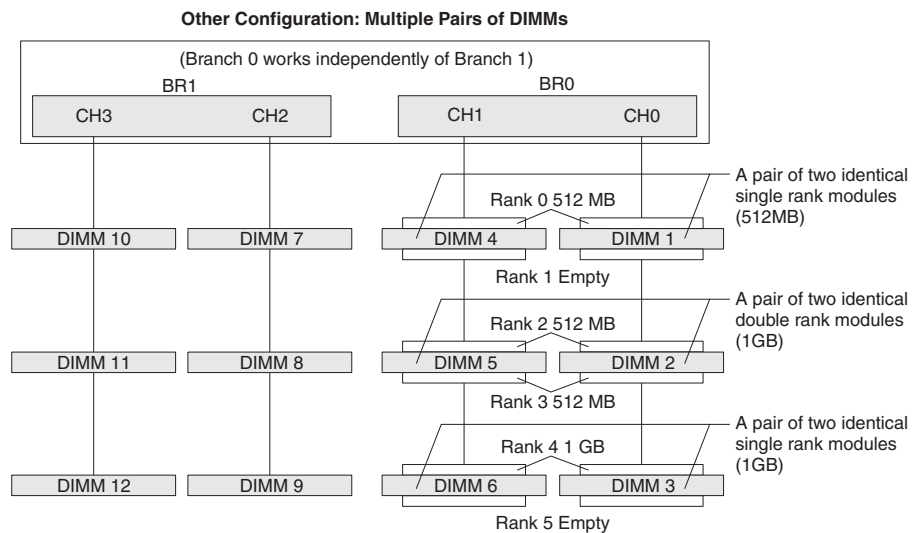 Other Configuration: Multiple Pairs of DIMMs
(Branch 0 works independently of Branch 1)
BR1
BR0
CH3
CH2
CH1
CH0
A pair of two identical
single rank modules
(512MB)
Rank 0 512 MB
DIMM 10
DIMM 7
DIMM 4
DIMM 1
Rank 1 Empty
A pair of two identical
double rank modules
(1GB)
Rank 2 512 MB
DIMM 11
DIMM 8
DIMM 5
DIMM 2
Rank 3 512 MB
A pair of two identical
single rank modules
(1GB)
Rank 4 1 GB
DIMM 12
DIMM 9
DIMM 6
DIMM 3
Rank 5 Empty